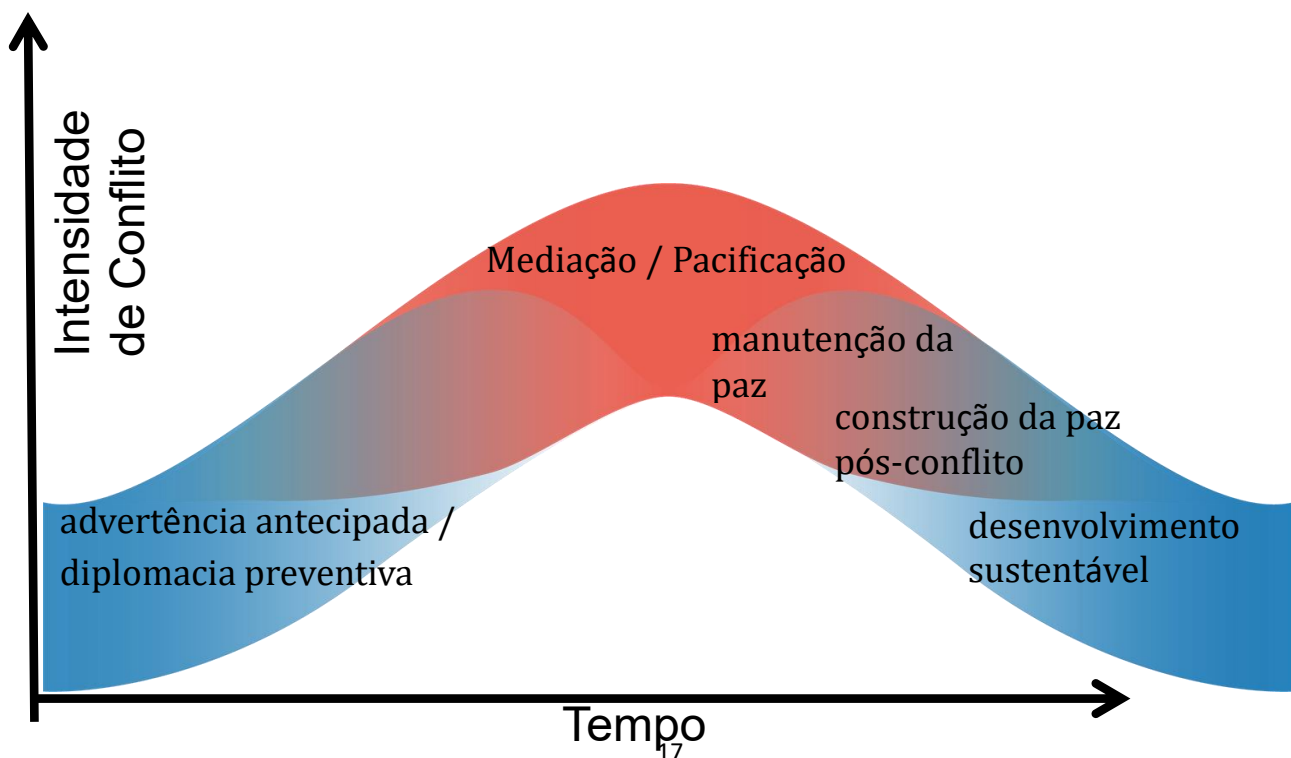 Intensidade
de Conflito
Mediação / Pacificação
manutenção da
paz
construção da paz
pós-conflito
advertência antecipada /
diplomacia preventiva
desenvolvimento
sustentável
Tempo
17